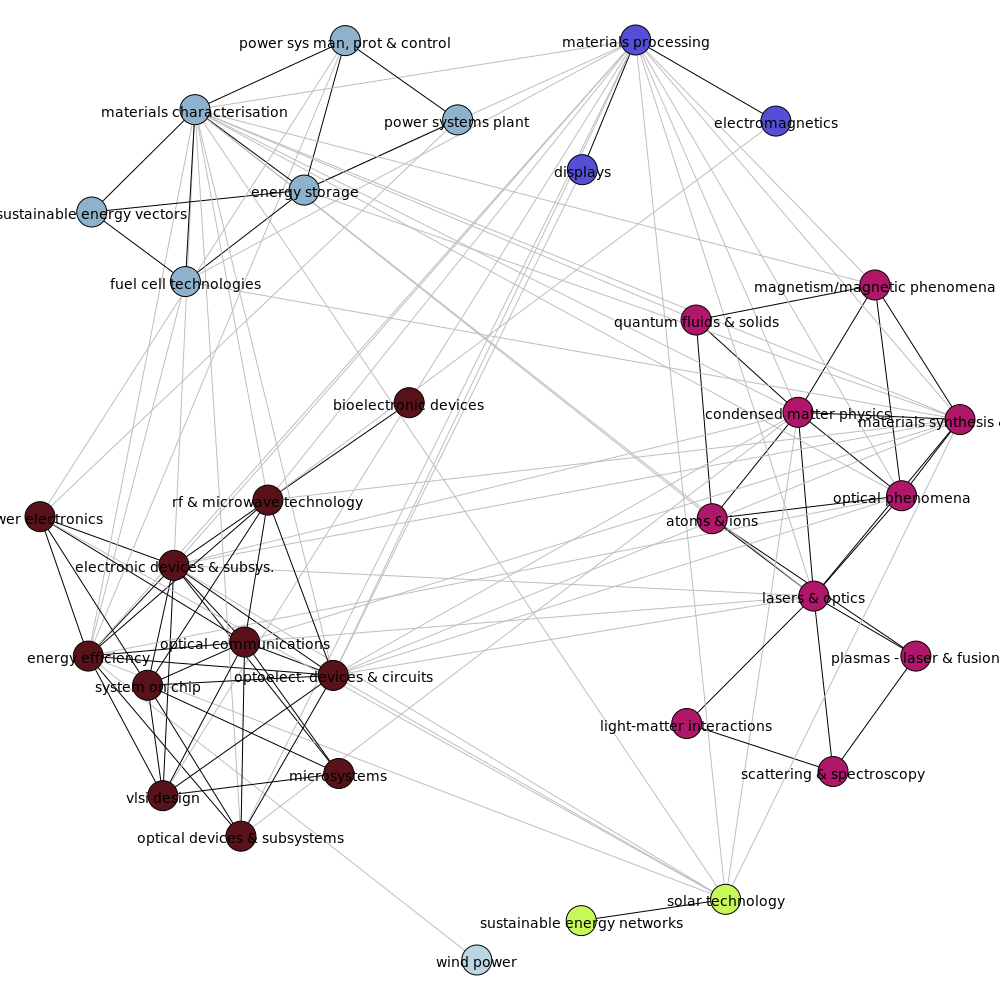 power sys man, prot & control
materials processing
materials characterisation
power systems plant
electromagnetics
displays
energy storage
sustainable energy vectors
fuel cell technologies
magnetism/magnetic phenomena
quantum fluids & solids
bioelectronic devices
condensed matter physics
materials synthesis &
optical phenomena
rf & microwave technology
wer electronics
atoms & ions
electronic devices & subsys.
lasers & optics
optical communications
energy efficiency
plasmas - laser & fusion
optoelect. devices & circuits
system on chip
light-matter interactions
microsystems
scattering & spectroscopy
vlsi design
optical devices & subsystems
solar technology
sustainable energy networks
wind power